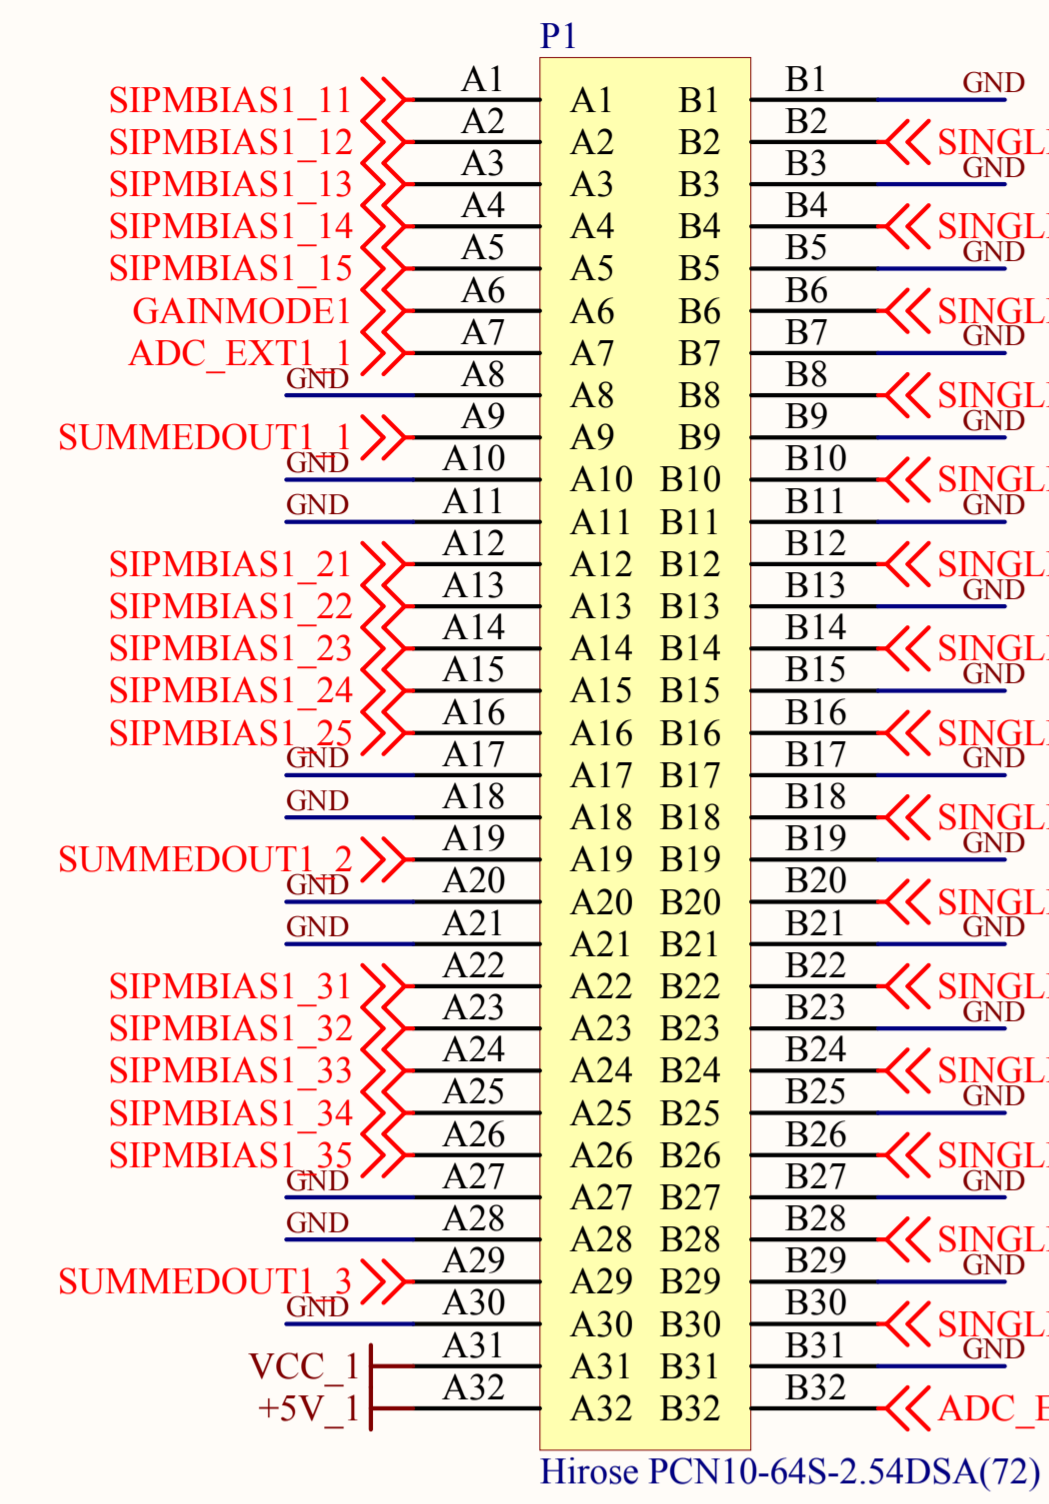 P1
SIPMBIAS1_11 A1 A1 B1 B1 GND
SIPMBIAS1_12 A2 A2 B2 B2
SIPMBIAS1_13 A3 A3 B3 B3 GND
SIPMBIAS1_14 A4 A4 B4 B4
SIPMBIAS1_15 A5 A5 B5 B5 GND
GAINMODE1 A6 A6 B6 B6
ADC_EXT1_1 A7 A7 B7 B7 GND
GND A8 A8 B8 B8
SUMMEDOUT1_1 A9 A9 B9 B9 GND
GND A10 A10 B10 B10
GND A11 A11 B11 B11 GND
SIPMBIAS1_21 A12 A12 B12 B12
SIPMBIAS1_22 A13 A13 B13 B13 GND
SIPMBIAS1_23 A14 A14 B14 B14
SIPMBIAS1_24 A15 A15 B15 B15 GND
SIPMBIAS1_25 A16 A16 B16 B16
GND A17 A17 B17 B17 GND
GND A18 A18 B18 B18
SUMMEDOUT1_2 A19 A19 B19 B19 GND
GND A20 A20 B20 B20
GND A21 A21 B21 B21 GND
SIPMBIAS1_31 A22 A22 B22 B22
SIPMBIAS1_32 A23 A23 B23 B23 GND
SIPMBIAS1_33 A24 A24 B24 B24
SIPMBIAS1_34 A25 A25 B25 B25 GND
SIPMBIAS1_35 A26 A26 B26 B26
GND A27 A27 B27 B27 GND
GND A28 A28 B28 B28
SUMMEDOUT1_3 A29 A29 B29 B29 GND
GND A30 A30 B30 B30
VCC_1 A31 A31 B31 B31 GND
+5V_1 A32 A32 B32 B32
Hirose PCN10-64S-2.54DSA(72)